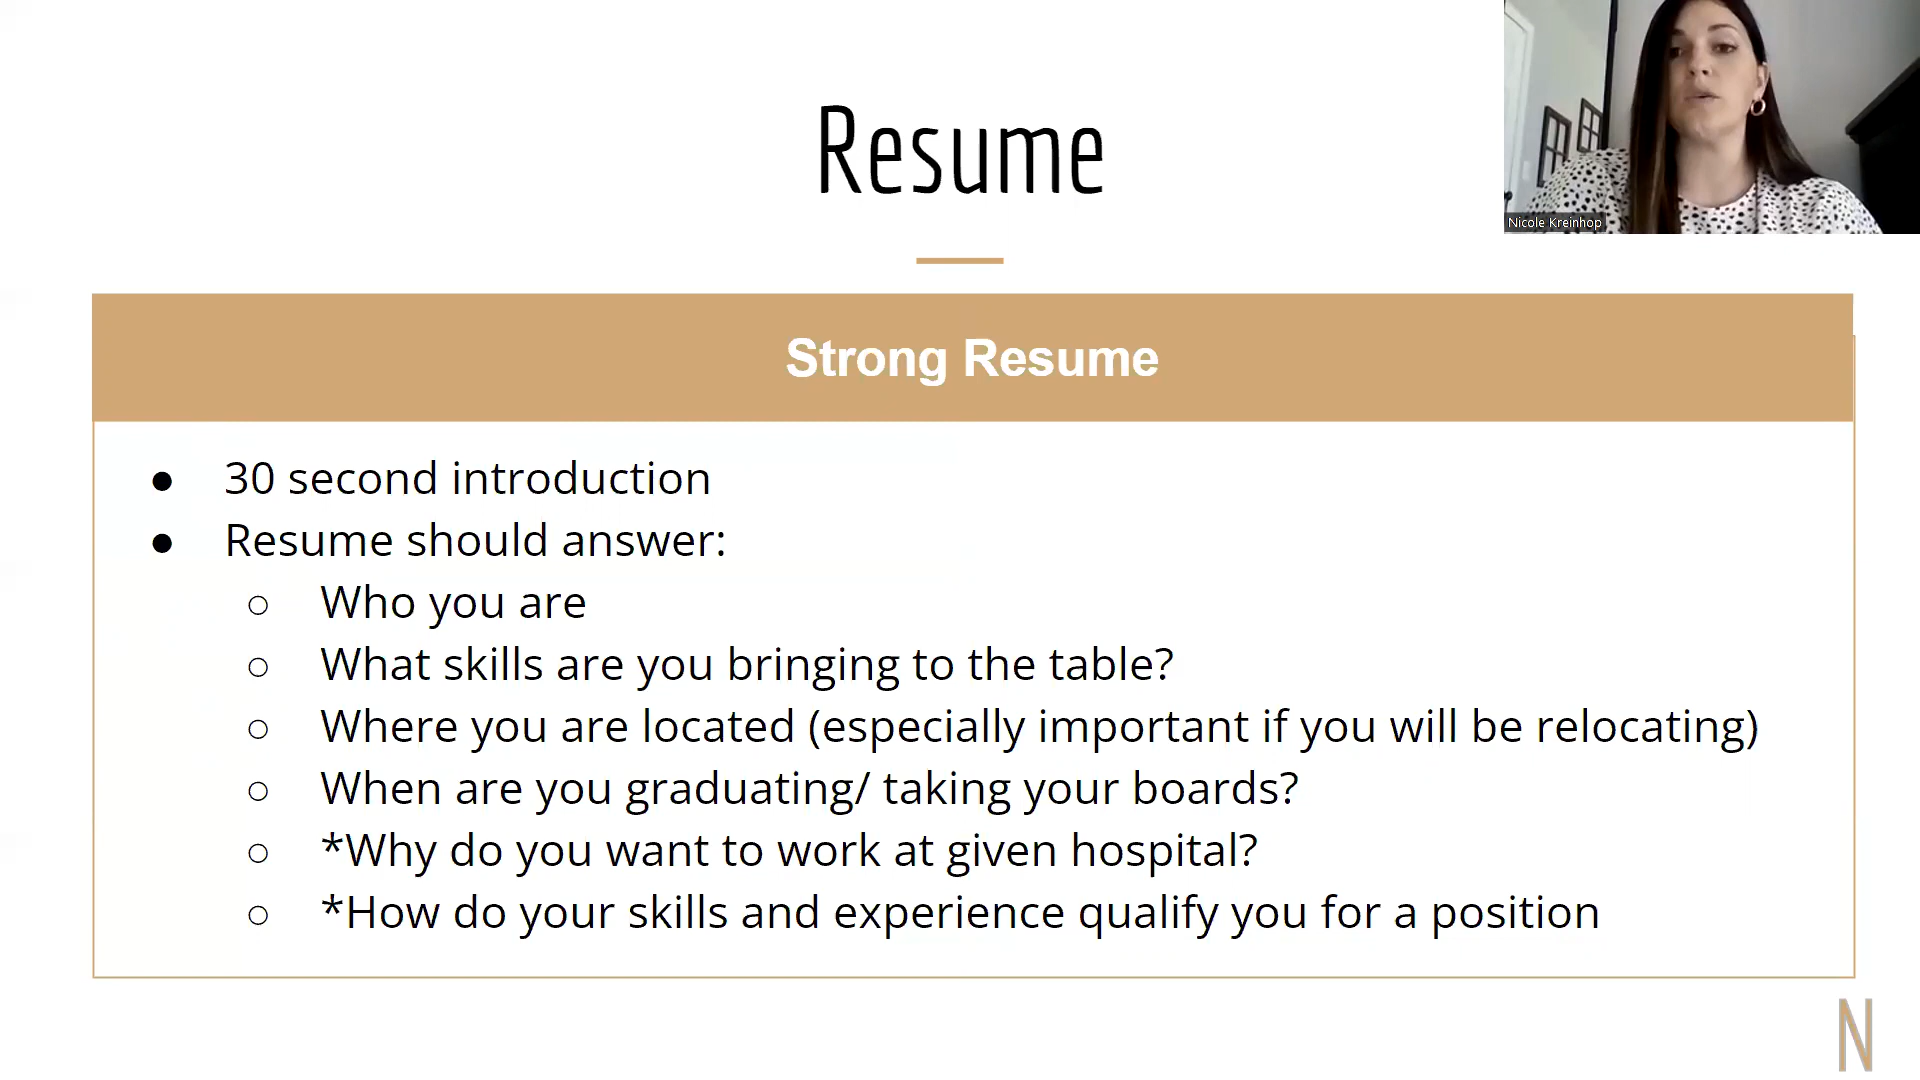 Resume
Nicole Kreinhop
Strong Resume
● 30 second introduction
● Resume should answer:
○ Who you are
○ What skills are you bringing to the table?
○ Where you are located (especially important if you will be relocating)
○ When are you graduating/ taking your boards?
○ *Why do you want to work at given hospital?
○ *How do your skills and experience qualify you for a position
N